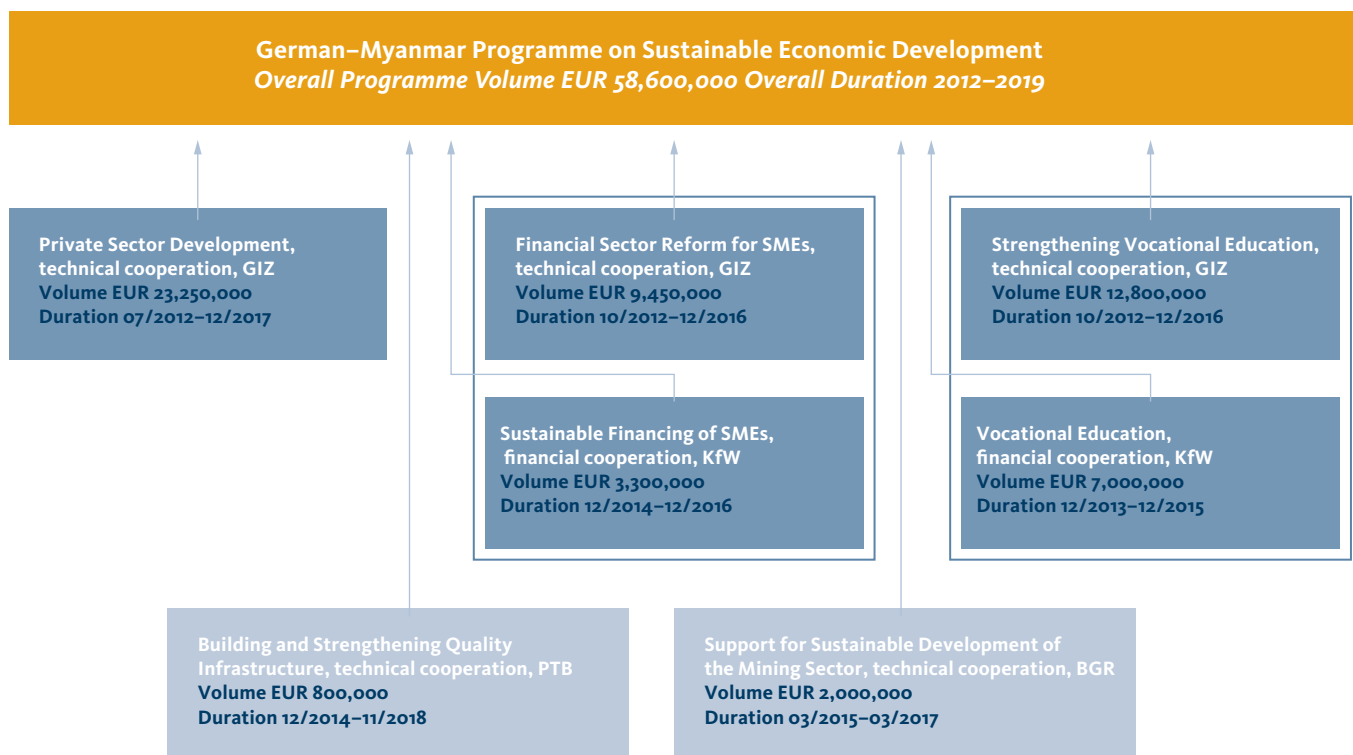 German–Myanmar Programme on Sustainable Economic Development
Overall Programme Volume EUR 58,600,000 Overall Duration 2012–2019
Private Sector Development,
technical cooperation, GIZ
Volume EUR 23,250,000
Duration 07/2012–12/2017
Financial Sector Reform for SMEs,
technical cooperation, GIZ
Volume EUR 9,450,000
Duration 10/2012–12/2016
Strengthening Vocational Education,
technical cooperation, GIZ
Volume EUR 12,800,000
Duration 10/2012–12/2016
Sustainable Financing of SMEs,
financial cooperation, KfW
Volume EUR 3,300,000
Duration 12/2014–12/2016
Vocational Education,
financial cooperation, KfW
Volume EUR 7,000,000
Duration 12/2013–12/2015
Building and Strengthening Quality
Infrastructure, technical cooperation, PTB
Volume EUR 800,000
Duration 12/2014–11/2018
Support for Sustainable Development of
the Mining Sector, technical cooperation, BGR
Volume EUR 2,000,000
Duration 03/2015–03/2017